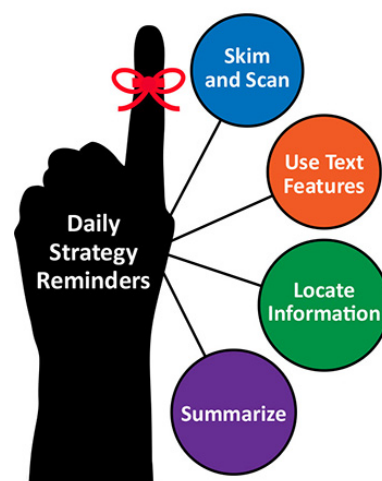 Daily
Strategy
Reminders
Skim
and Scan
Use Text
Features
Locate
Information
Summarize